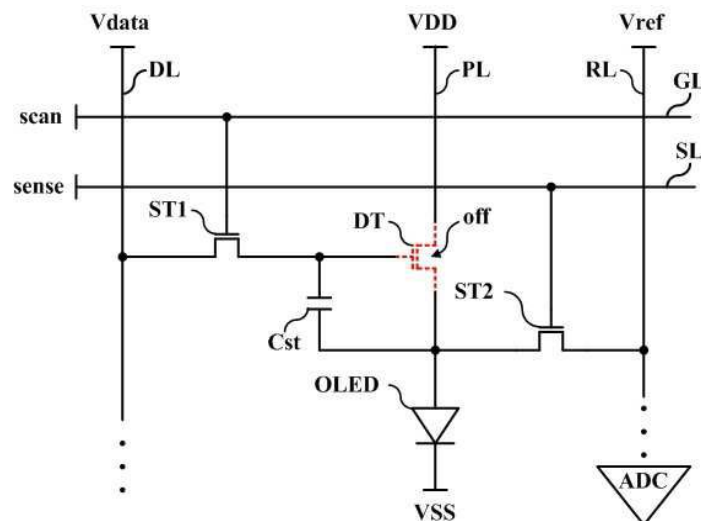 Vdata
VDD
Vref
DL
PL
RL
GL
scan
SL
sense
ST1
DT
off
ST2
Cst
OLED
ADC
VSS